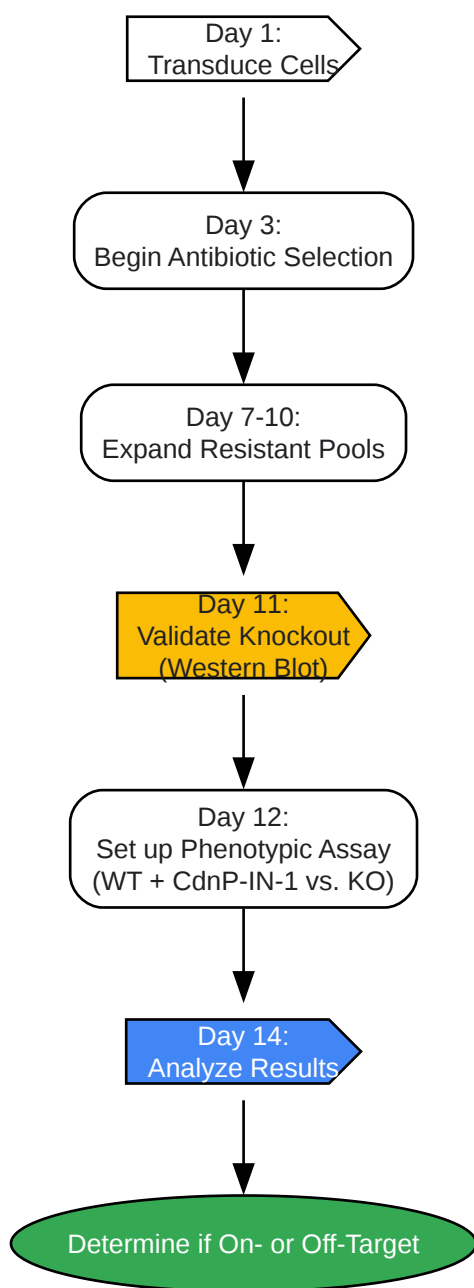 Day 1:
Transduce Cells
Day 3:
Begin Antibiotic Selection
Day 7-10:
Expand Resistant Pools
Day 11:
Validate Knockout
(Western Blot)
Day 12:
Set up Phenotypic Assay
(WT + CdnP-IN-1 vs. KO)
Day 14:
Analyze Results
Determine if On- or Off-Target